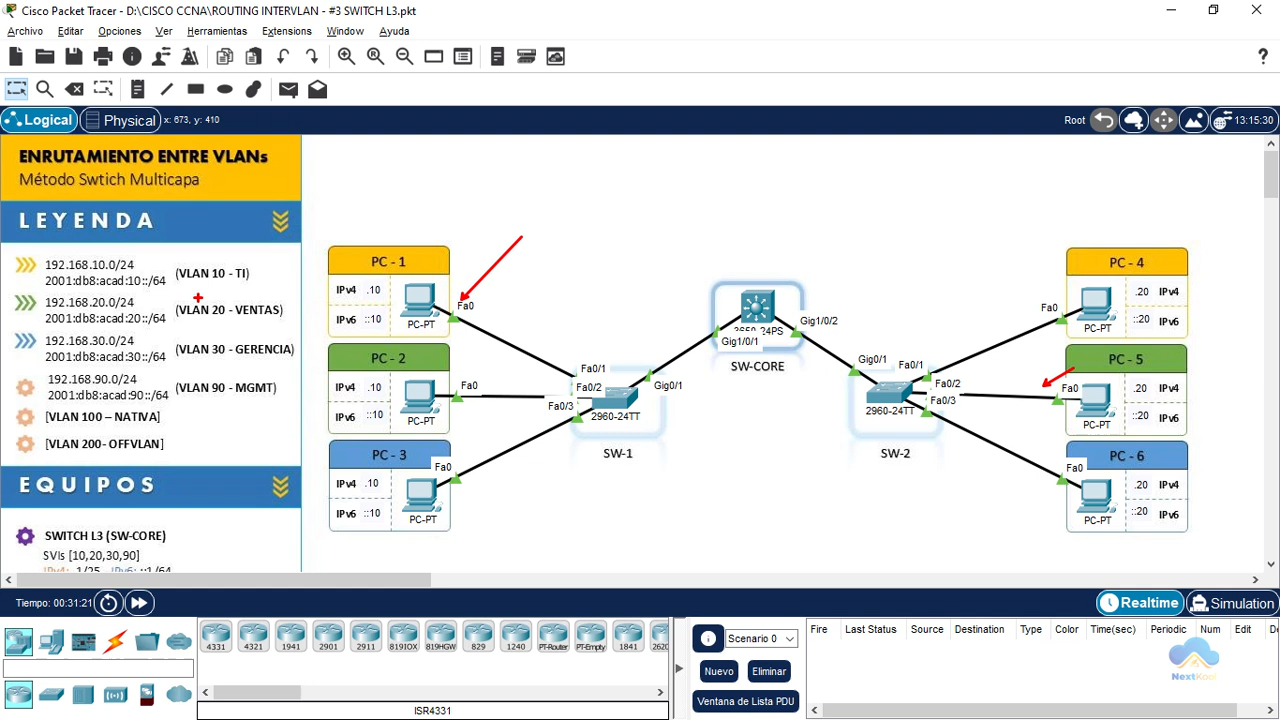 Cisco Packet Tracer - D:\CISCO CCNA\ROUTING INTERVLAN - #3 SWITCH L3.pkt
Archivo Editar Opciones Ver Herramientas Extensions Window Ayuda
Logical Physical x: 673, y: 410 Root 13:15:30
ENRUTAMIENTO ENTRE VLANs
Método Swtich Multicapa
LEYENDA
192.168.10.0/24
2001:db8:acad:10::/64
(VLAN 10 - TI)
192.168.20.0/24
2001:db8:acad:20::/64
(VLAN 20 - VENTAS)
192.168.30.0/24
2001:db8:acad:30::/64
(VLAN 30 - GERENCIA)
192.168.90.0/24
2001:db8:acad:90::/64
(VLAN 90 - MGMT)
[VLAN 100 – NATIVA]
[VLAN 200- OFFVLAN]
EQUIPOS
SWITCH L3 (SW-CORE)
SVIs [10,20,30,90]
PC - 1
IPv4 .10
IPv6 ::10
PC-PT
Fa0
PC - 2
IPv4 .10
IPv6 ::10
PC-PT
Fa0
PC - 3
IPv4 .10
IPv6 ::10
PC-PT
Fa0
Fa0/1
Fa0/2
Fa0/3
Gig0/1
2960-24TT
SW-1
3650-24PS
Gig1/0/1
Gig1/0/2
SW-CORE
Gig0/1
Fa0/1
Fa0/2
Fa0/3
2960-24TT
SW-2
PC - 4
.20 IPv4
::20 IPv6
PC-PT
Fa0
PC - 5
.20 IPv4
::20 IPv6
PC-PT
Fa0
PC - 6
.20 IPv4
::20 IPv6
PC-PT
Fa0
Tiempo: 00:31:21
Realtime Simulation
4331 4321 1941 2901 2911 819IOX 819HGW 829 1240 PT-Router PT-Empty 1841 2620
ISR4331
Scenario 0
Nuevo Eliminar
Ventana de Lista PDU
Fire Last Status Source Destination Type Color Time(sec) Periodic Num Edit
NextKool